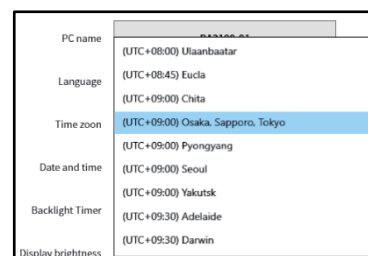 PC name
(UTC+08:00) Ulaanbaatar
Language
(UTC+08:45) Eucla
(UTC+09:00) Chita
Time zoon
(UTC+09:00) Osaka, Sapporo, Tokyo
(UTC+09:00) Pyongyang
Date and time
(UTC+09:00) Seoul
(UTC+09:00) Yakutsk
Backlight Timer
(UTC+09:30) Adelaide
(UTC+09:30) Darwin
Display brightness